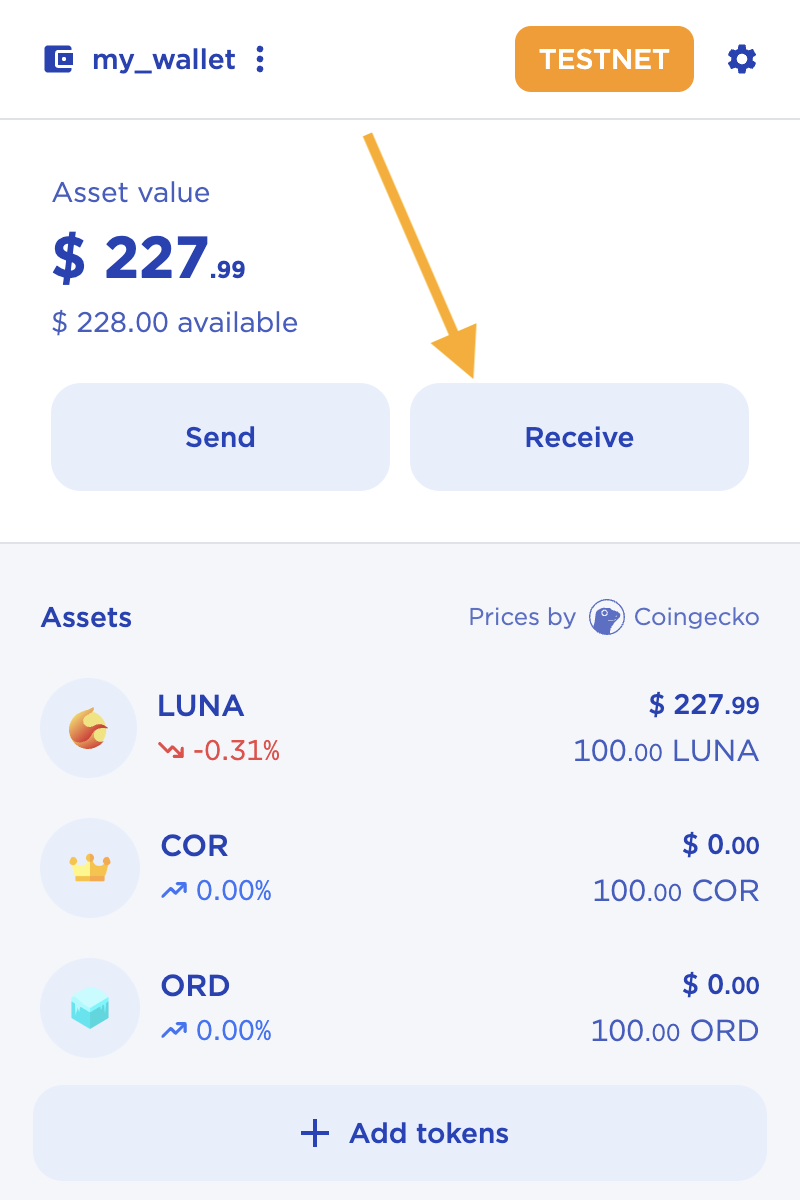 my_wallet
TESTNET
Asset value
$ 227.99
$ 228.00 available
Send
Receive
Assets
Prices by Coingecko
LUNA
$ 227.99
-0.31%
100.00 LUNA
COR
$ 0.00
0.00%
100.00 COR
ORD
$ 0.00
0.00%
100.00 ORD
+ Add tokens